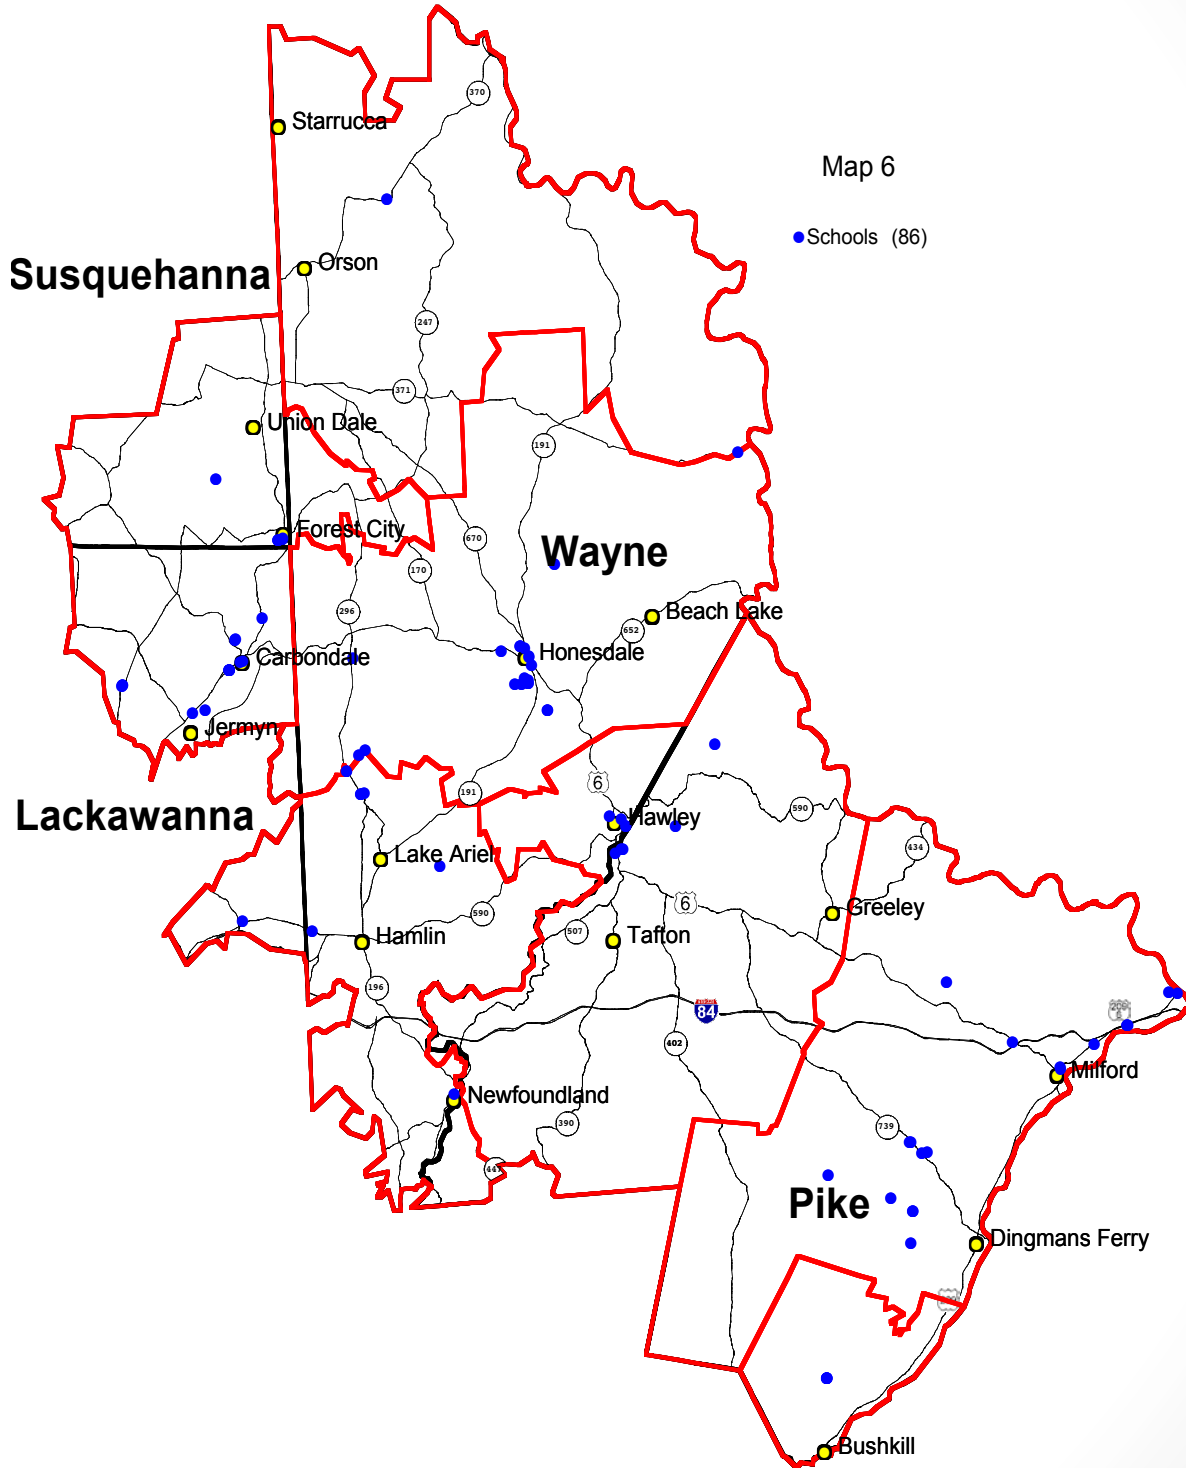 370
Starrucca
Map 6
Schools (86)
Orson
Susquehanna
247
371
Union Dale
191
Forest City
670
Wayne
170
296
Beach Lake
652
Honesdale
Carbondale
Jermyn
6
191
590
Lackawanna
Hawley
434
Lake Ariel
6
Greeley
590
507
Hamlin
Tafton
196
84
402
Milford
Newfoundland
390
739
447
Pike
Dingmans Ferry
Bushkill